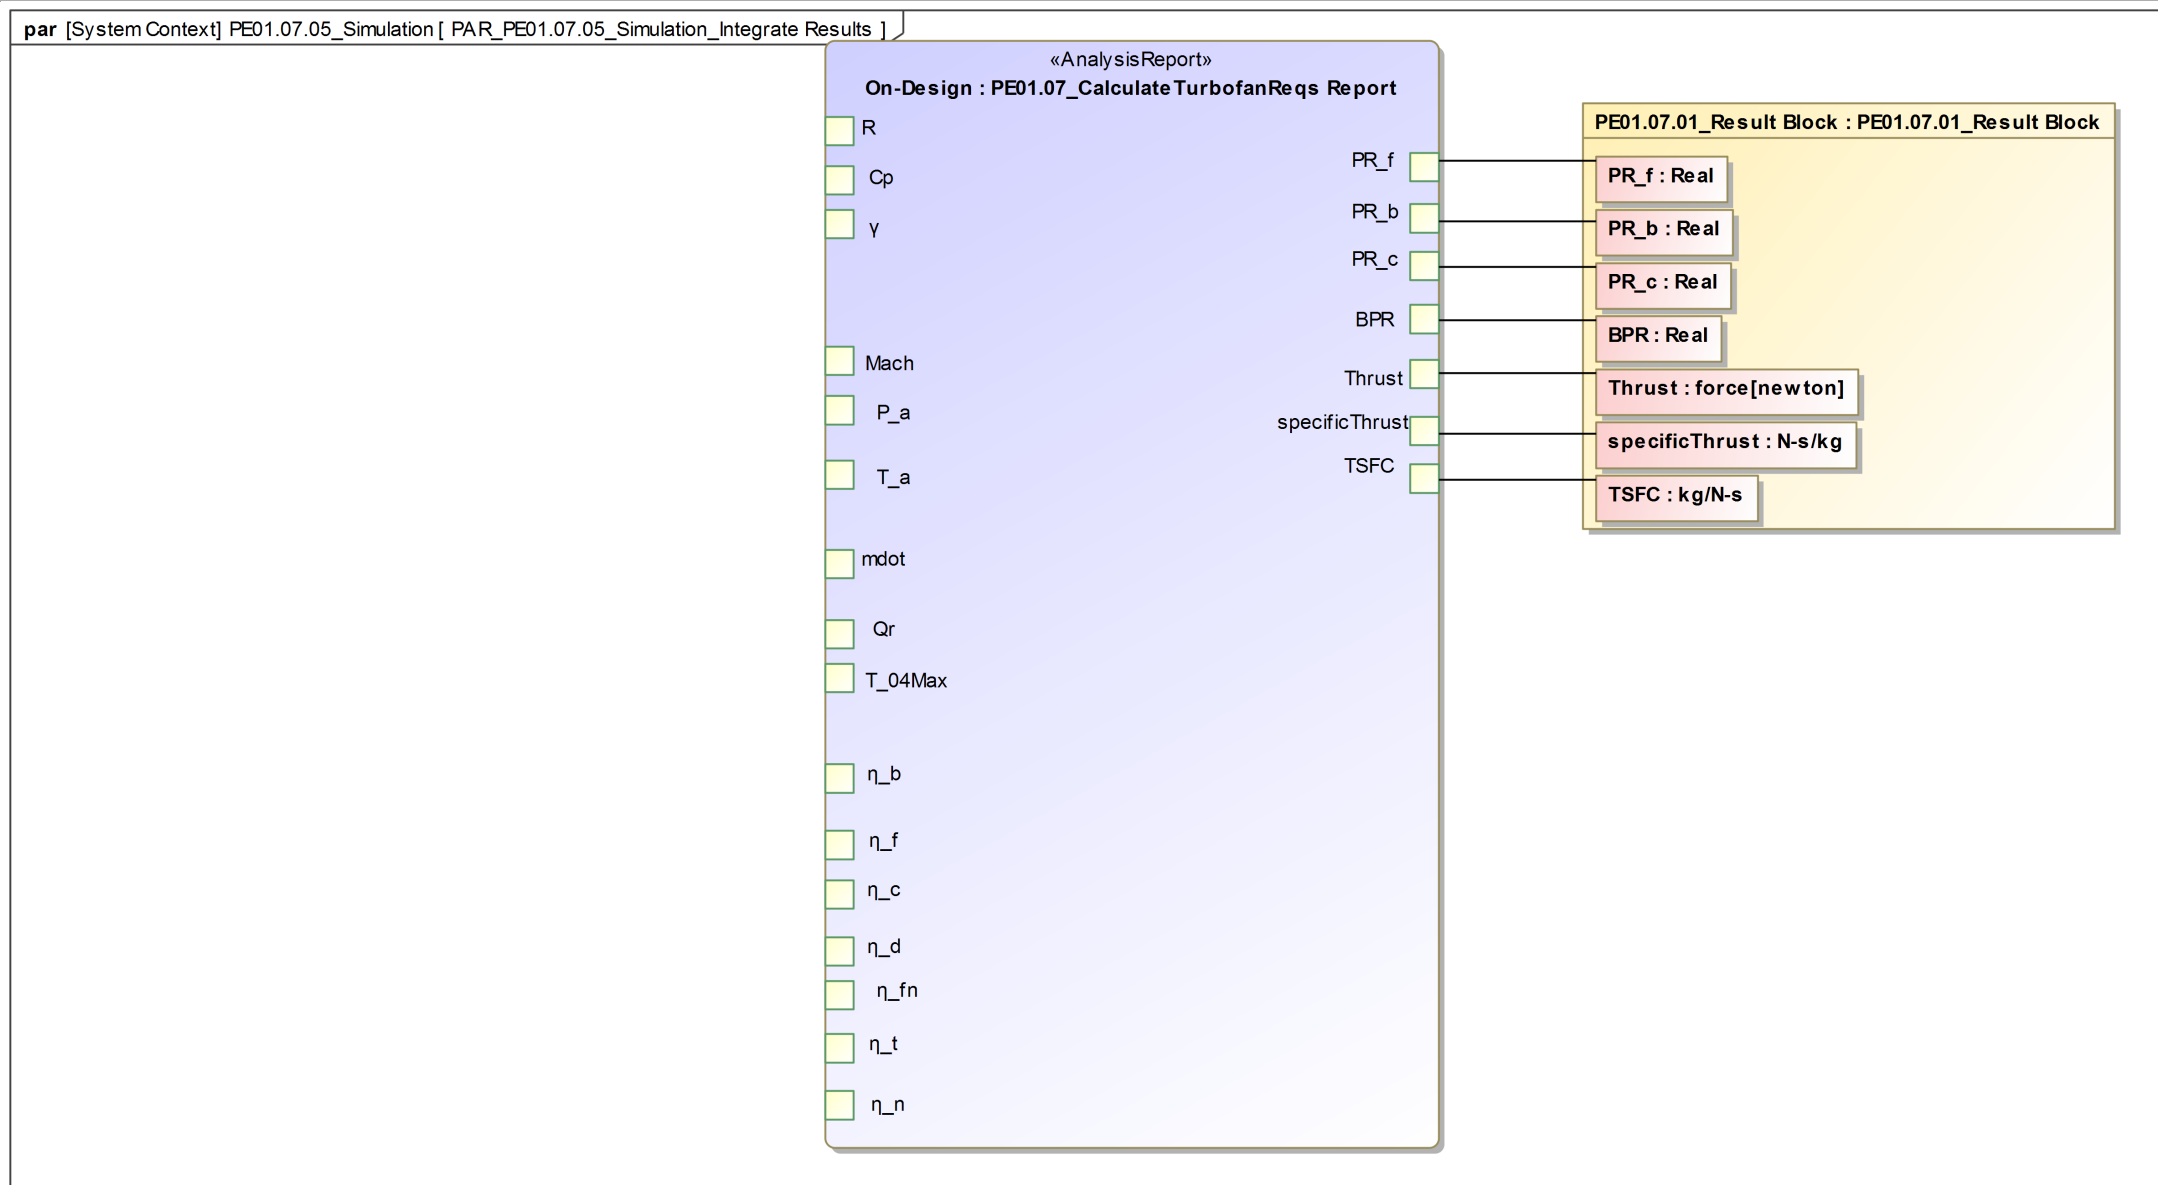 par [System Context] PE01.07.05_Simulation [ PAR_PE01.07.05_Simulation_Integrate Results ]
«AnalysisReport»
On-Design : PE01.07_CalculateTurbofanReqs Report
R
Cp
γ
Mach
P_a
T_a
mdot
Qr
T_04Max
η_b
η_f
η_c
η_d
η_fn
η_t
η_n
PR_f
PR_b
PR_c
BPR
Thrust
specificThrust
TSFC
PE01.07.01_Result Block : PE01.07.01_Result Block
PR_f : Real
PR_b : Real
PR_c : Real
BPR : Real
Thrust : force[newton]
specificThrust : N-s/kg
TSFC : kg/N-s